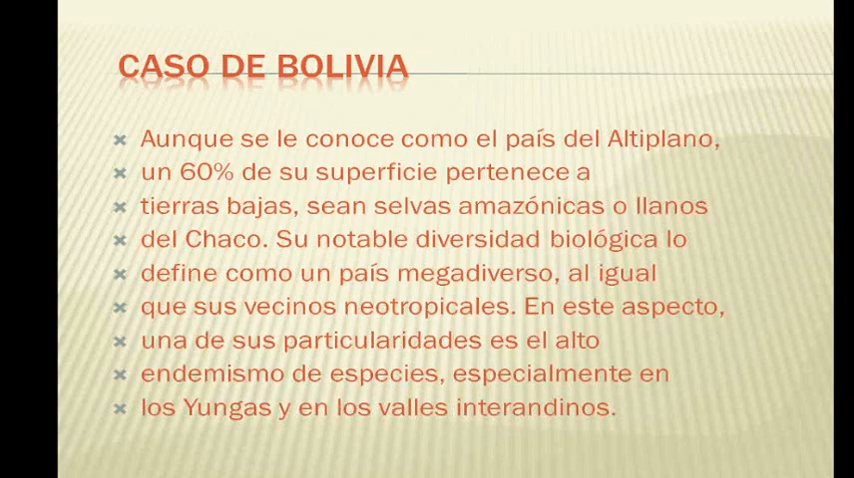 CASO DE BOLIVIA
Aunque se le conoce como el país del Altiplano,
un 60% de su superficie pertenece a
tierras bajas, sean selvas amazónicas o llanos
del Chaco. Su notable diversidad biológica lo
define como un país megadiverso, al igual
que sus vecinos neotropicales. En este aspecto,
una de sus particularidades es el alto
endemismo de especies, especialmente en
los Yungas y en los valles interandinos.